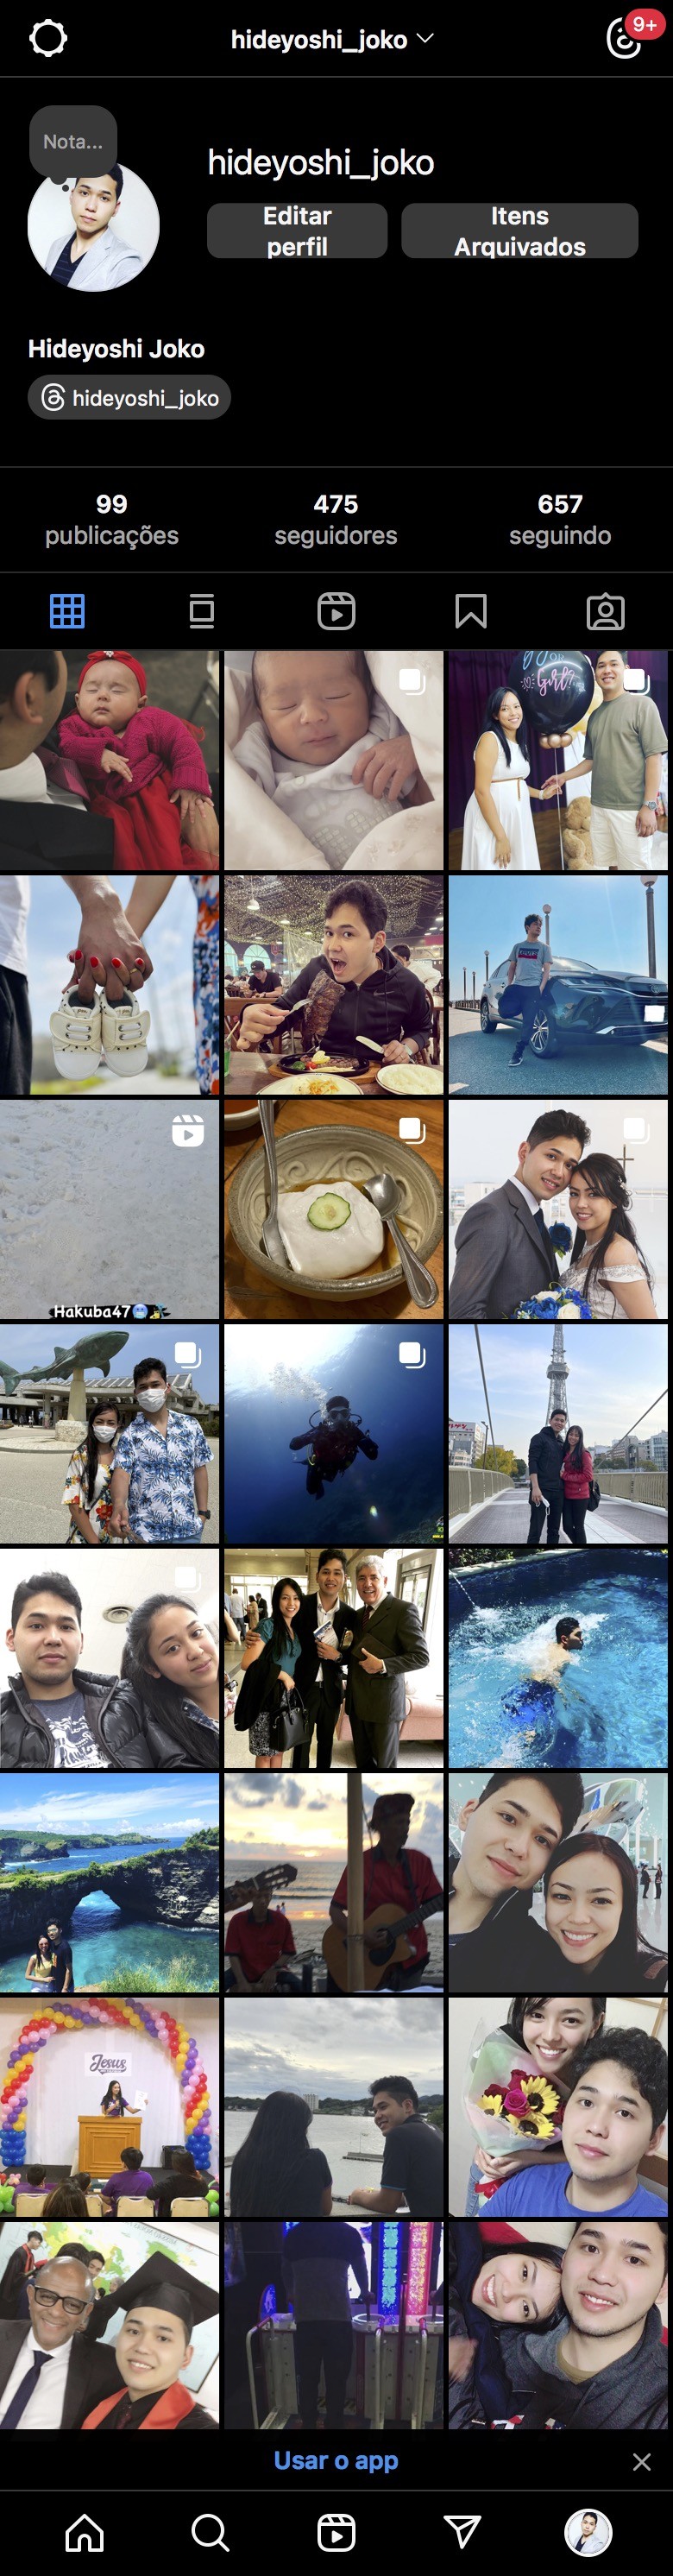 hideyoshi_joko
9+
Nota...
hideyoshi_joko
Editar
perfil
Itens
Arquivados
Hideyoshi Joko
hideyoshi_joko
99
publicações
475
seguidores
657
seguindo
Girl?
Hakuba47🥶🏂
Jesus
Usar o app